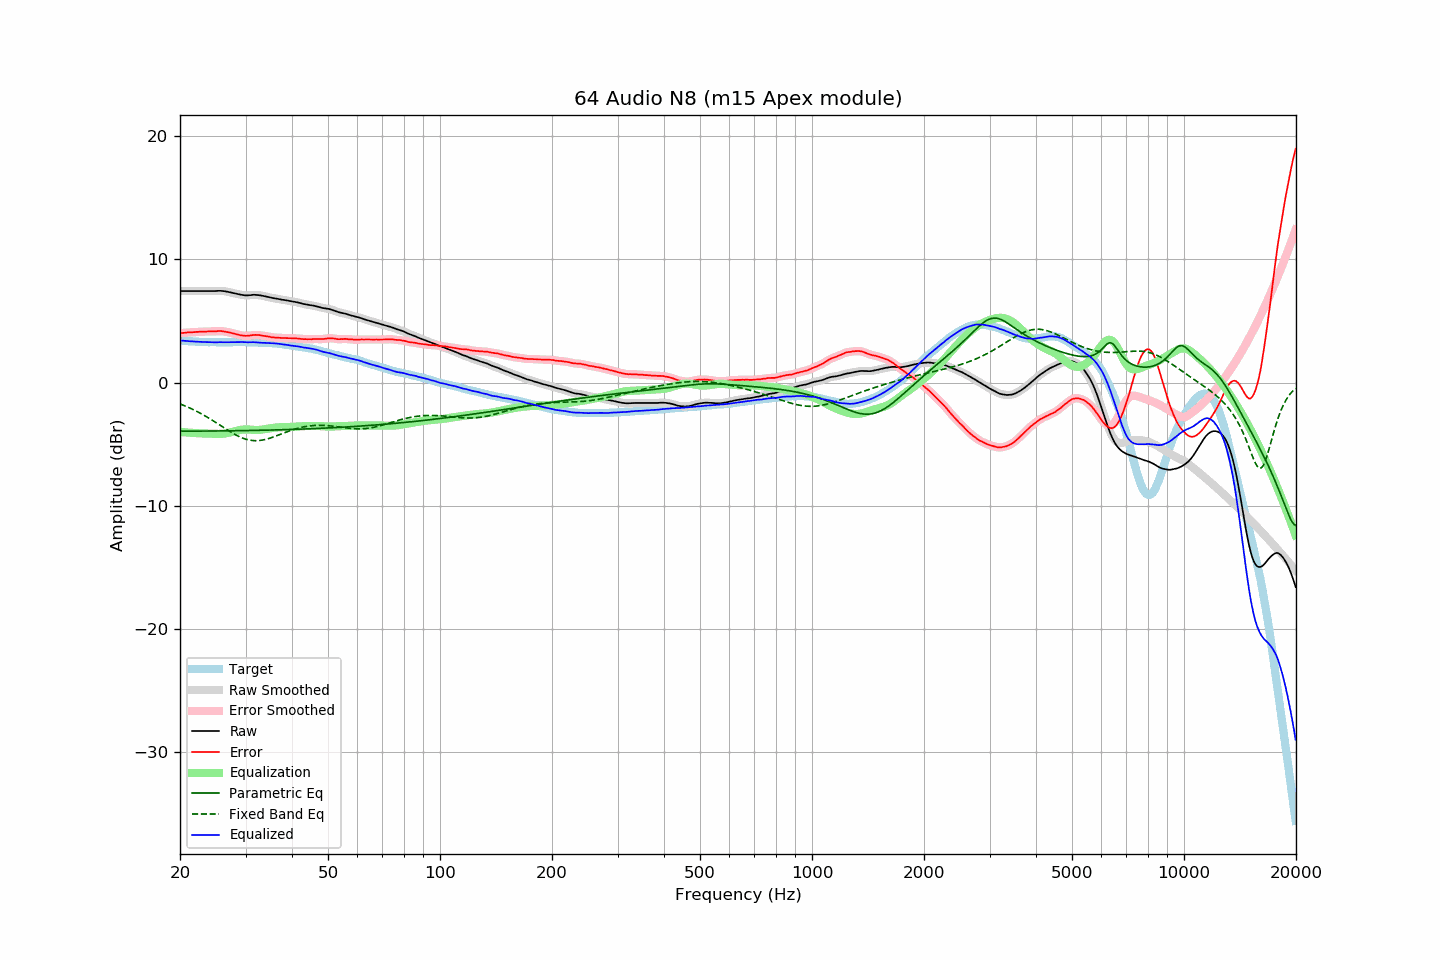 64 Audio N8 (m15 Apex module)
20
10
0
−10
−20
−30
Amplitude (dBr)
Target
Raw Smoothed
Error Smoothed
Raw
Error
Equalization
Parametric Eq
Fixed Band Eq
Equalized
20 50 100 200 500 1000 2000 5000 10000 20000
Frequency (Hz)